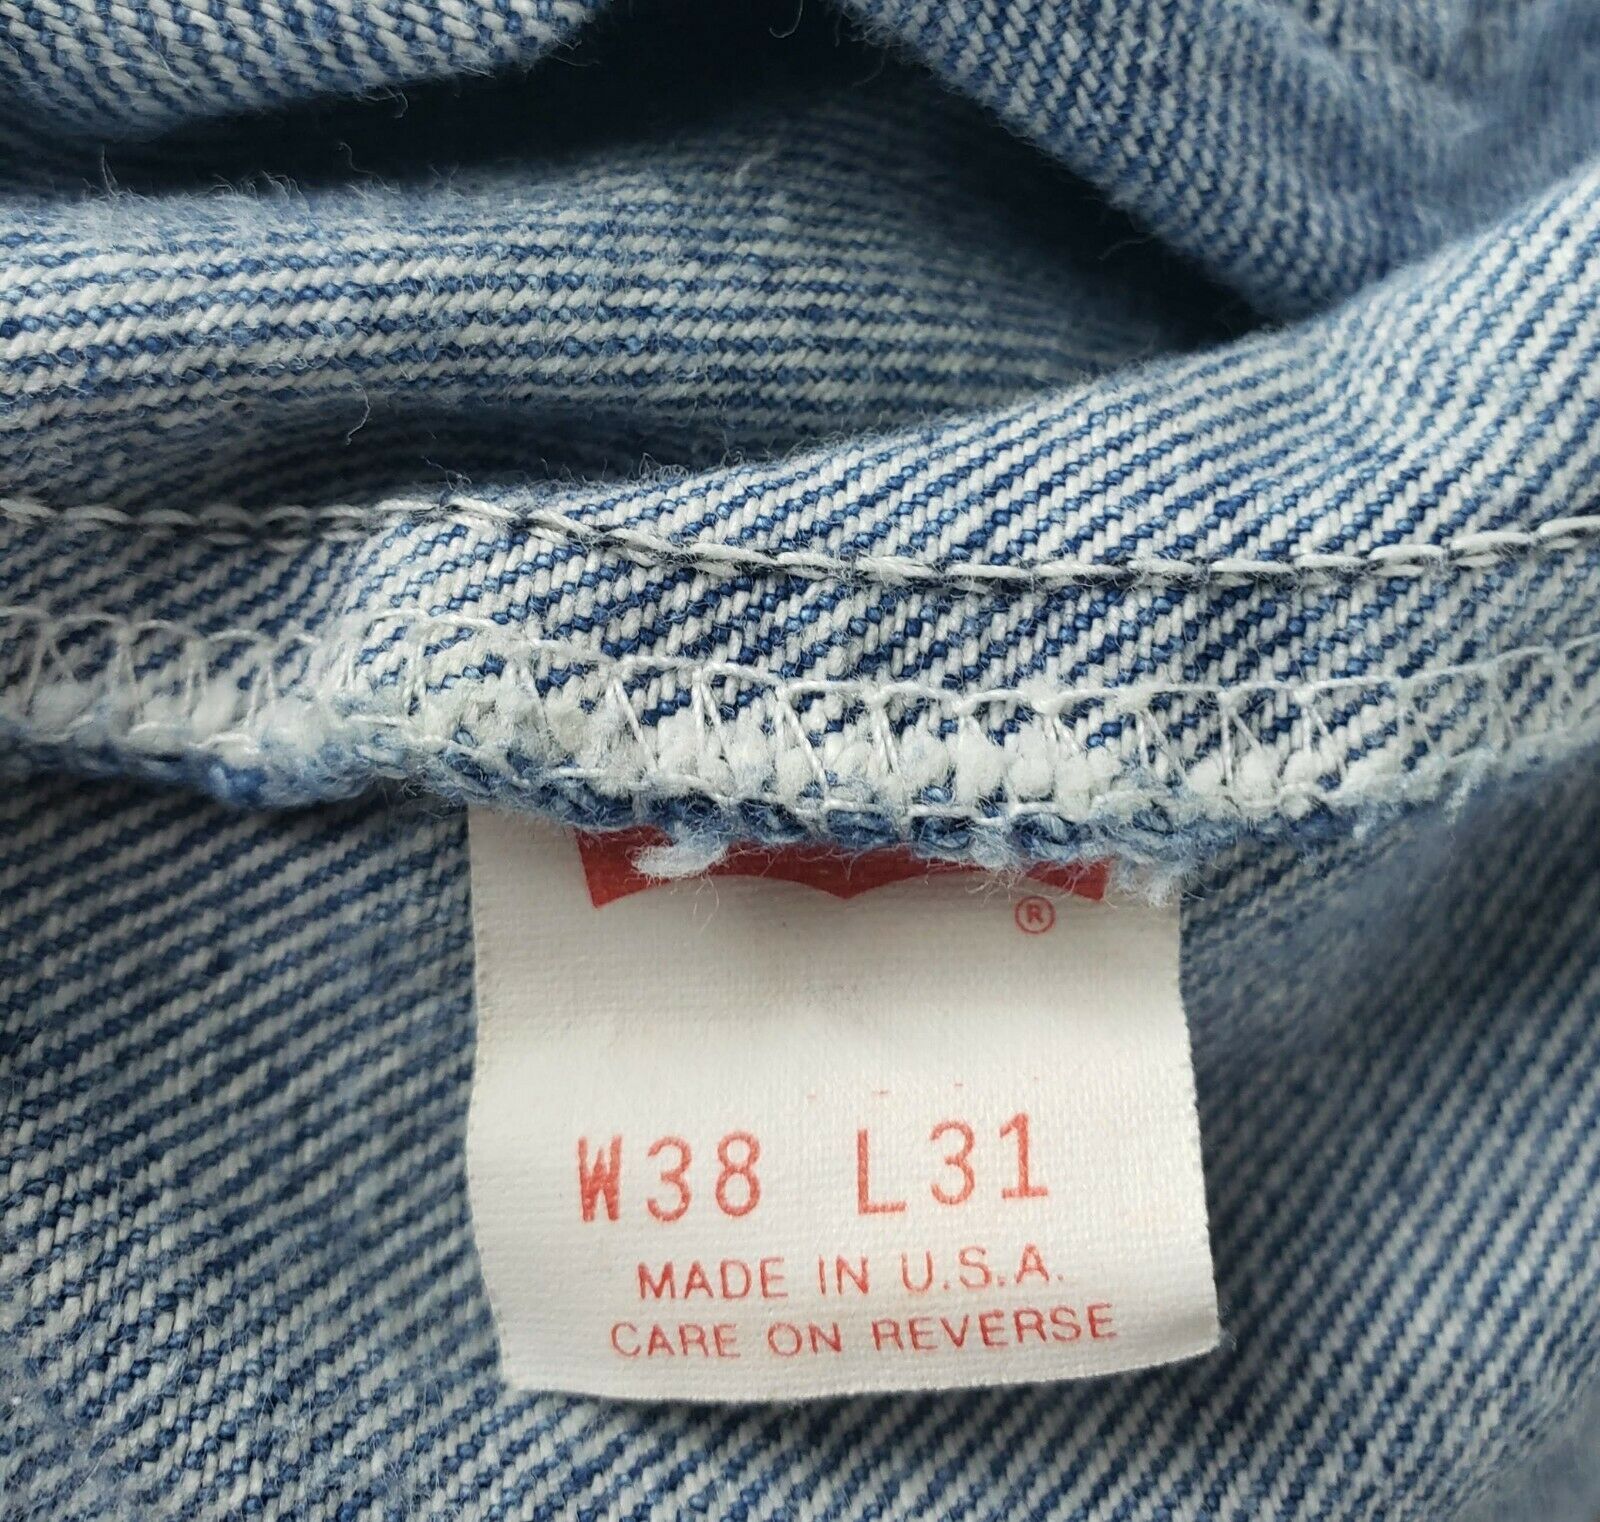 ®
W38 L31
MADE IN U.S.A.
CARE ON REVERSE